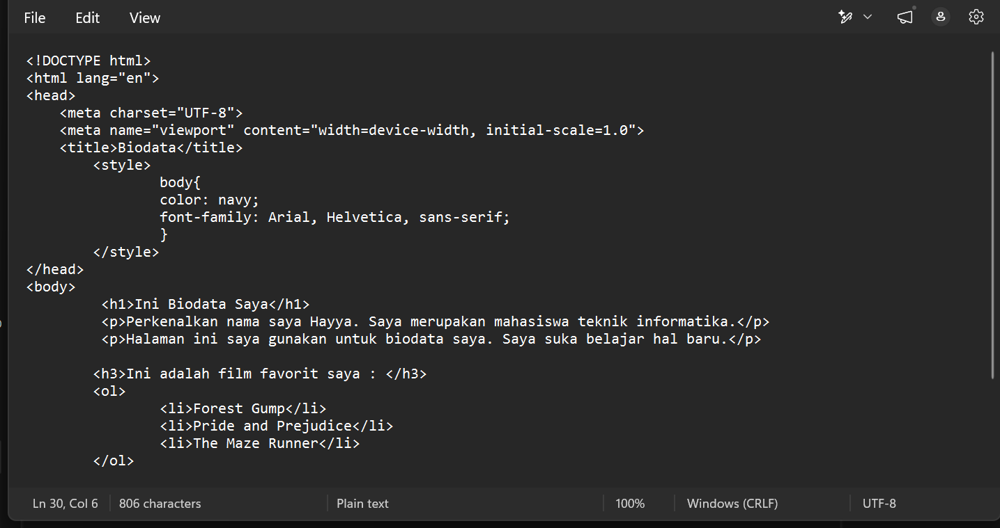 File Edit View
<!DOCTYPE html>
<html lang="en">
<head>
    <meta charset="UTF-8">
    <meta name="viewport" content="width=device-width, initial-scale=1.0">
    <title>Biodata</title>
        <style>
                body{
                color: navy;
                font-family: Arial, Helvetica, sans-serif;
                }
        </style>
</head>
<body>
         <h1>Ini Biodata Saya</h1>
         <p>Perkenalkan nama saya Hayya. Saya merupakan mahasiswa teknik informatika.</p>
         <p>Halaman ini saya gunakan untuk biodata saya. Saya suka belajar hal baru.</p>

        <h3>Ini adalah film favorit saya : </h3>
        <ol>
                <li>Forest Gump</li>
                <li>Pride and Prejudice</li>
                <li>The Maze Runner</li>
        </ol>
Ln 30, Col 6 806 characters Plain text 100% Windows (CRLF) UTF-8